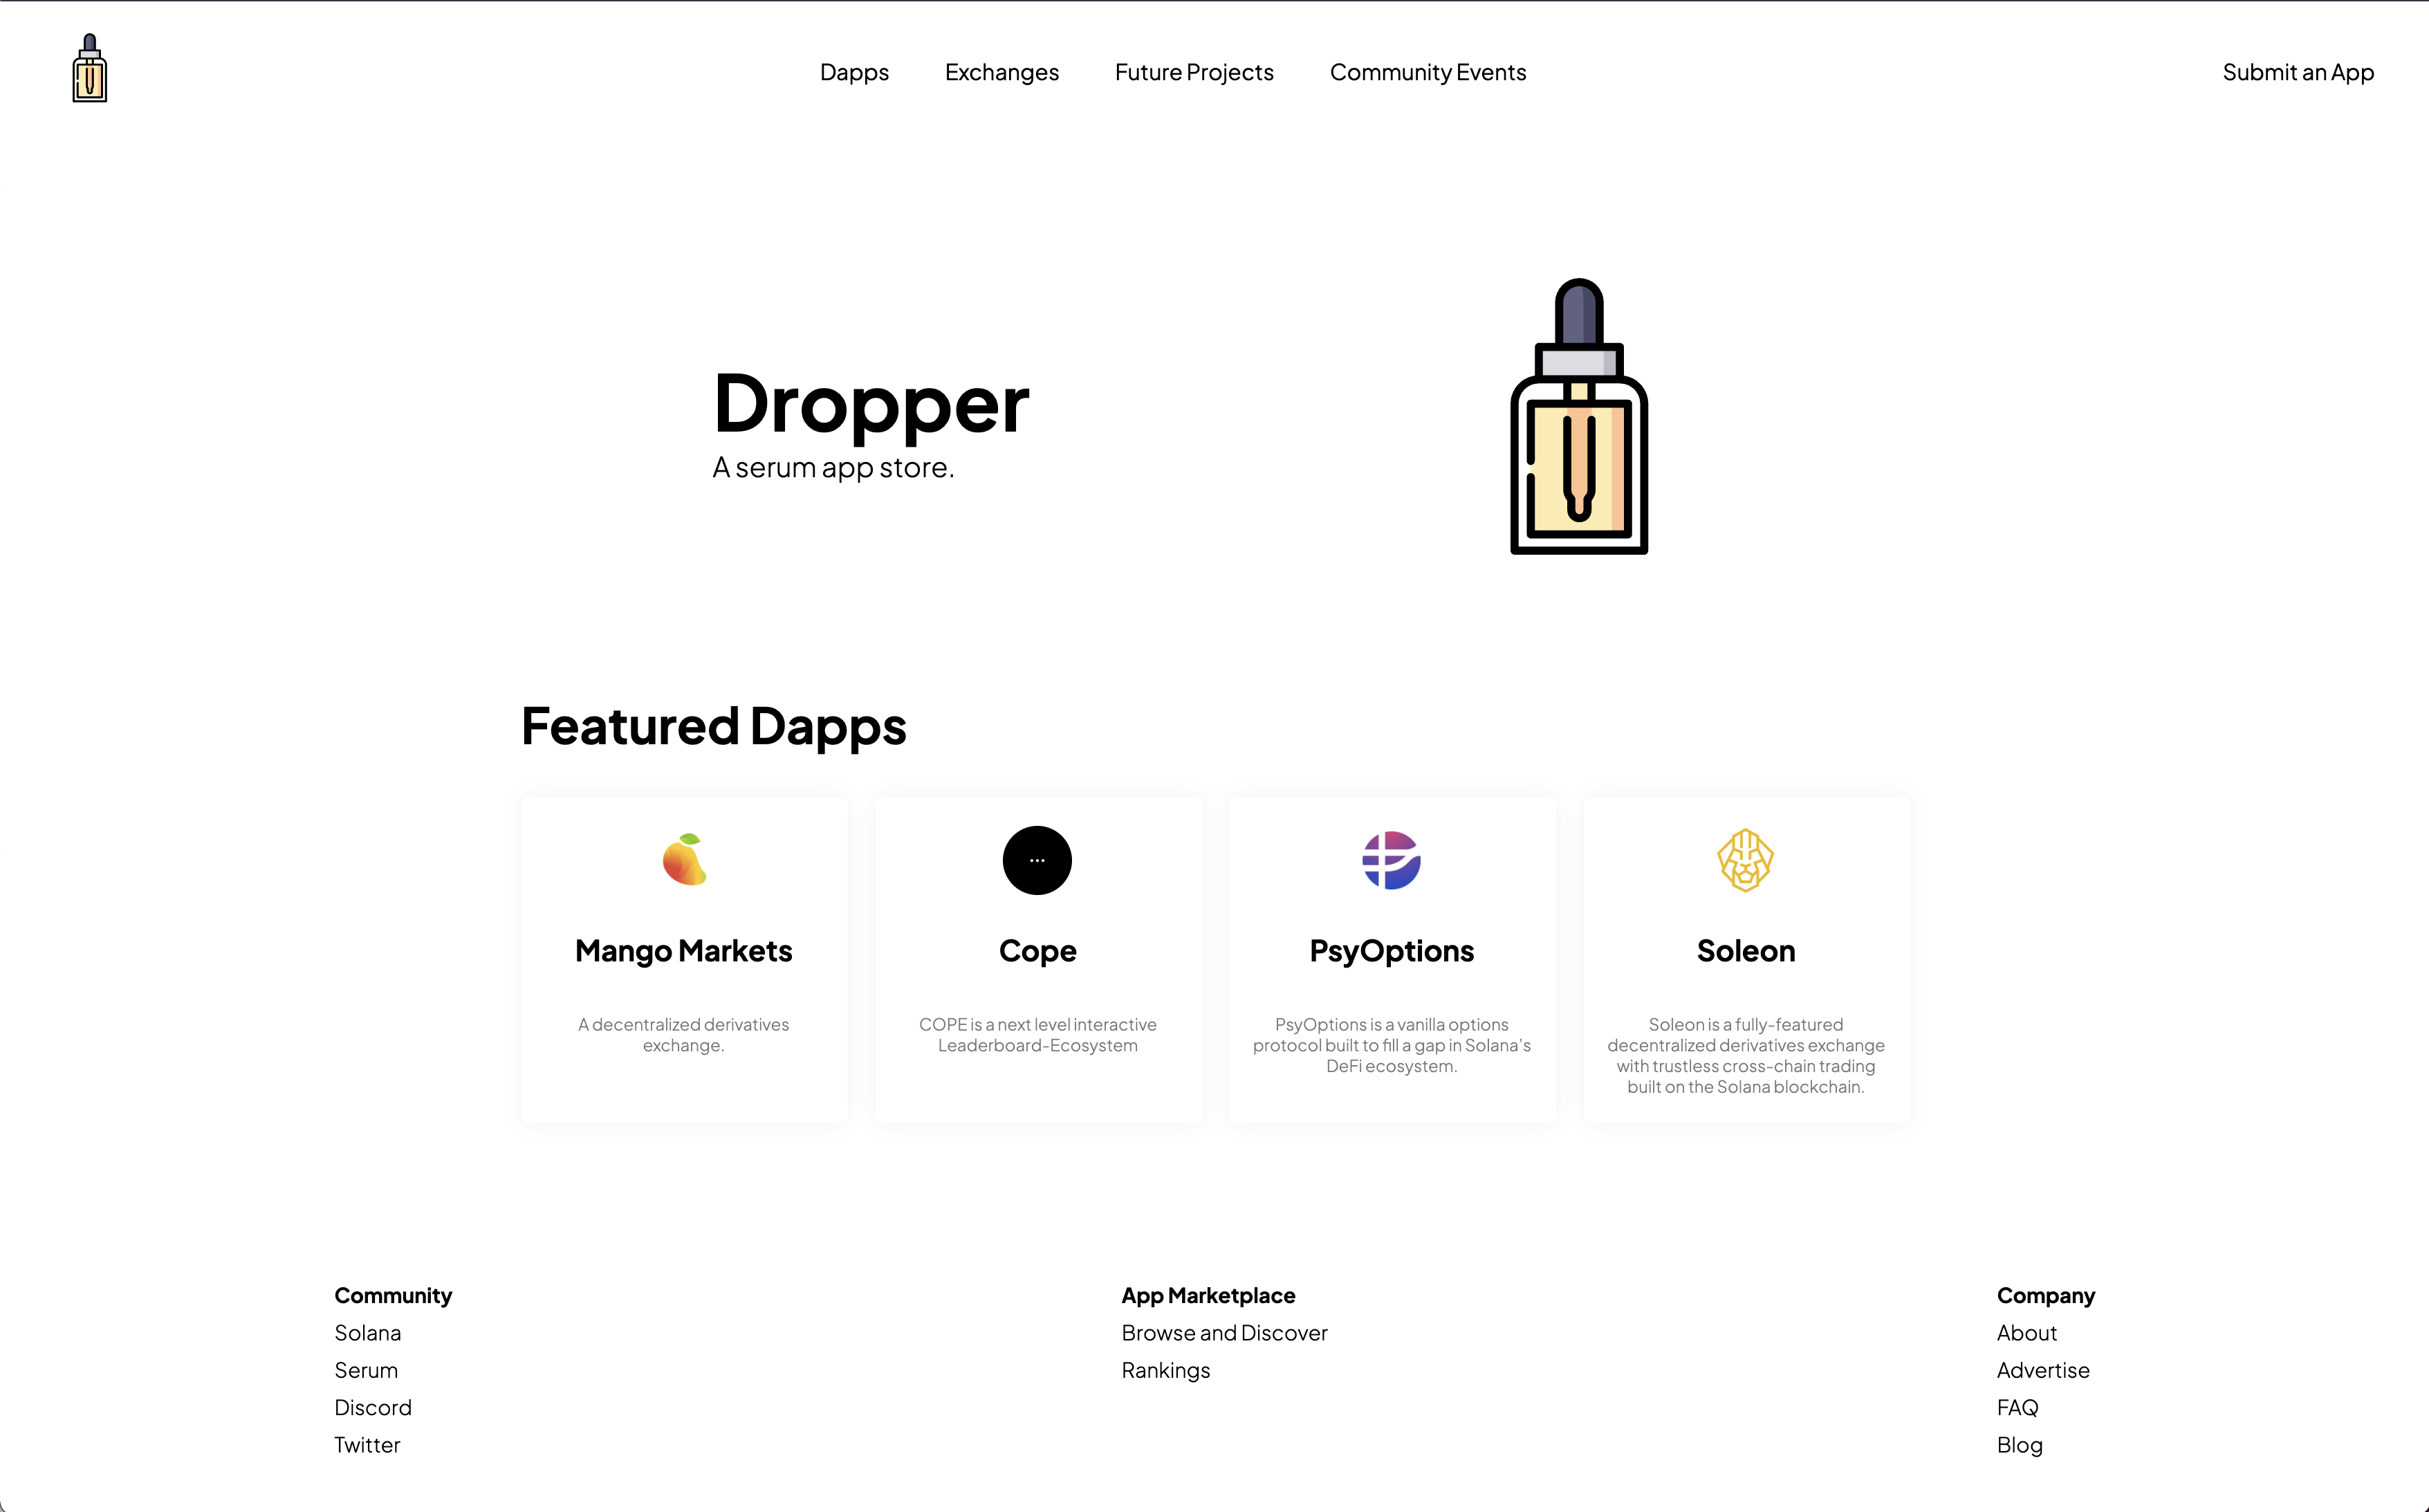 Dapps
Exchanges
Future Projects
Community Events
Submit an App
Dropper
A serum app store.
Featured Dapps
Mango Markets
A decentralized derivatives
exchange.
Cope
COPE is a next level interactive
Leaderboard-Ecosystem
PsyOptions
PsyOptions is a vanilla options
protocol built to fill a gap in Solana’s
DeFi ecosystem.
Soleon
Soleon is a fully-featured
decentralized derivatives exchange
with trustless cross-chain trading
built on the Solana blockchain.
Community
Solana
Serum
Discord
Twitter
App Marketplace
Browse and Discover
Rankings
Company
About
Advertise
FAQ
Blog